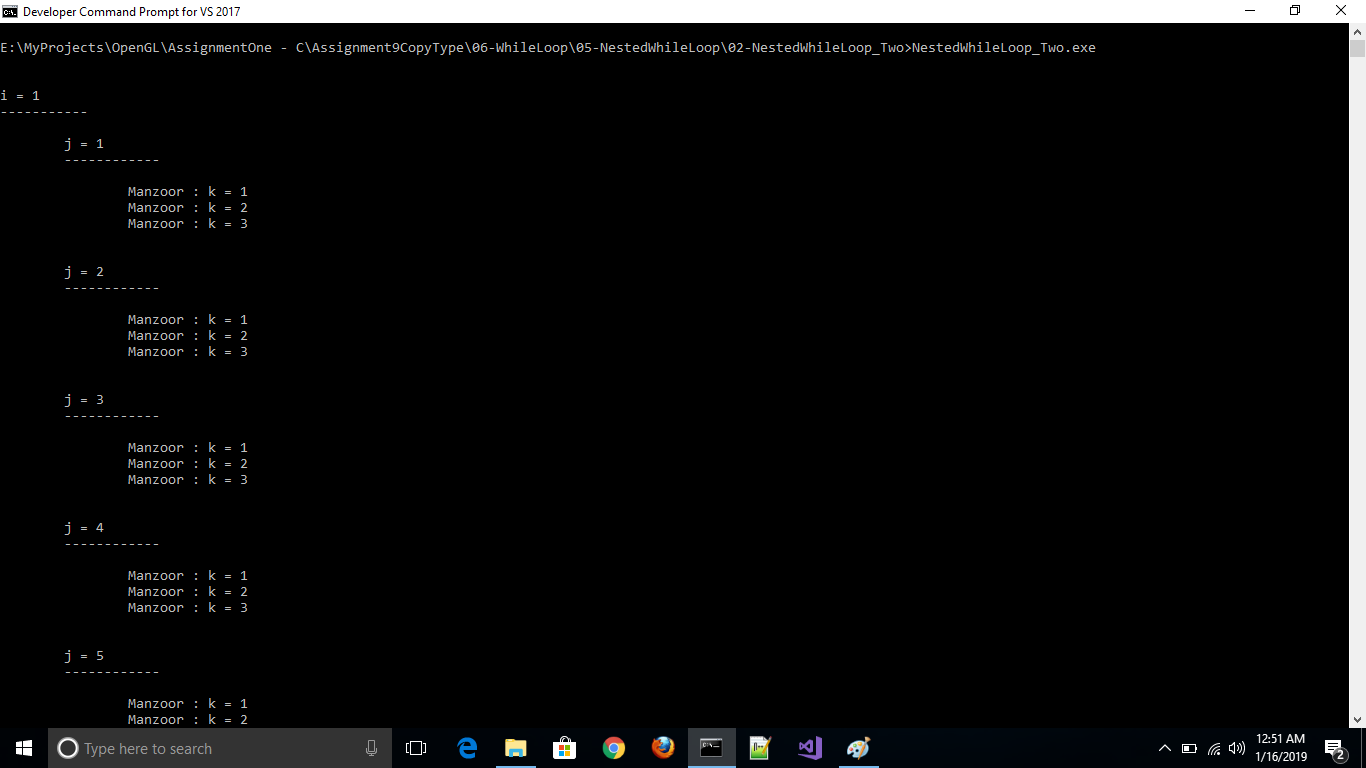 Developer Command Prompt for VS 2017
E:\MyProjects\OpenGL\AssignmentOne - C\Assignment9CopyType\06-WhileLoop\05-NestedWhileLoop\02-NestedWhileLoop_Two>NestedWhileLoop_Two.exe
i = 1
-----------
j = 1
------------
Manzoor : k = 1
Manzoor : k = 2
Manzoor : k = 3
j = 2
------------
Manzoor : k = 1
Manzoor : k = 2
Manzoor : k = 3
j = 3
------------
Manzoor : k = 1
Manzoor : k = 2
Manzoor : k = 3
j = 4
------------
Manzoor : k = 1
Manzoor : k = 2
Manzoor : k = 3
j = 5
------------
Manzoor : k = 1
Manzoor : k = 2
Type here to search
12:51 AM
1/16/2019
2